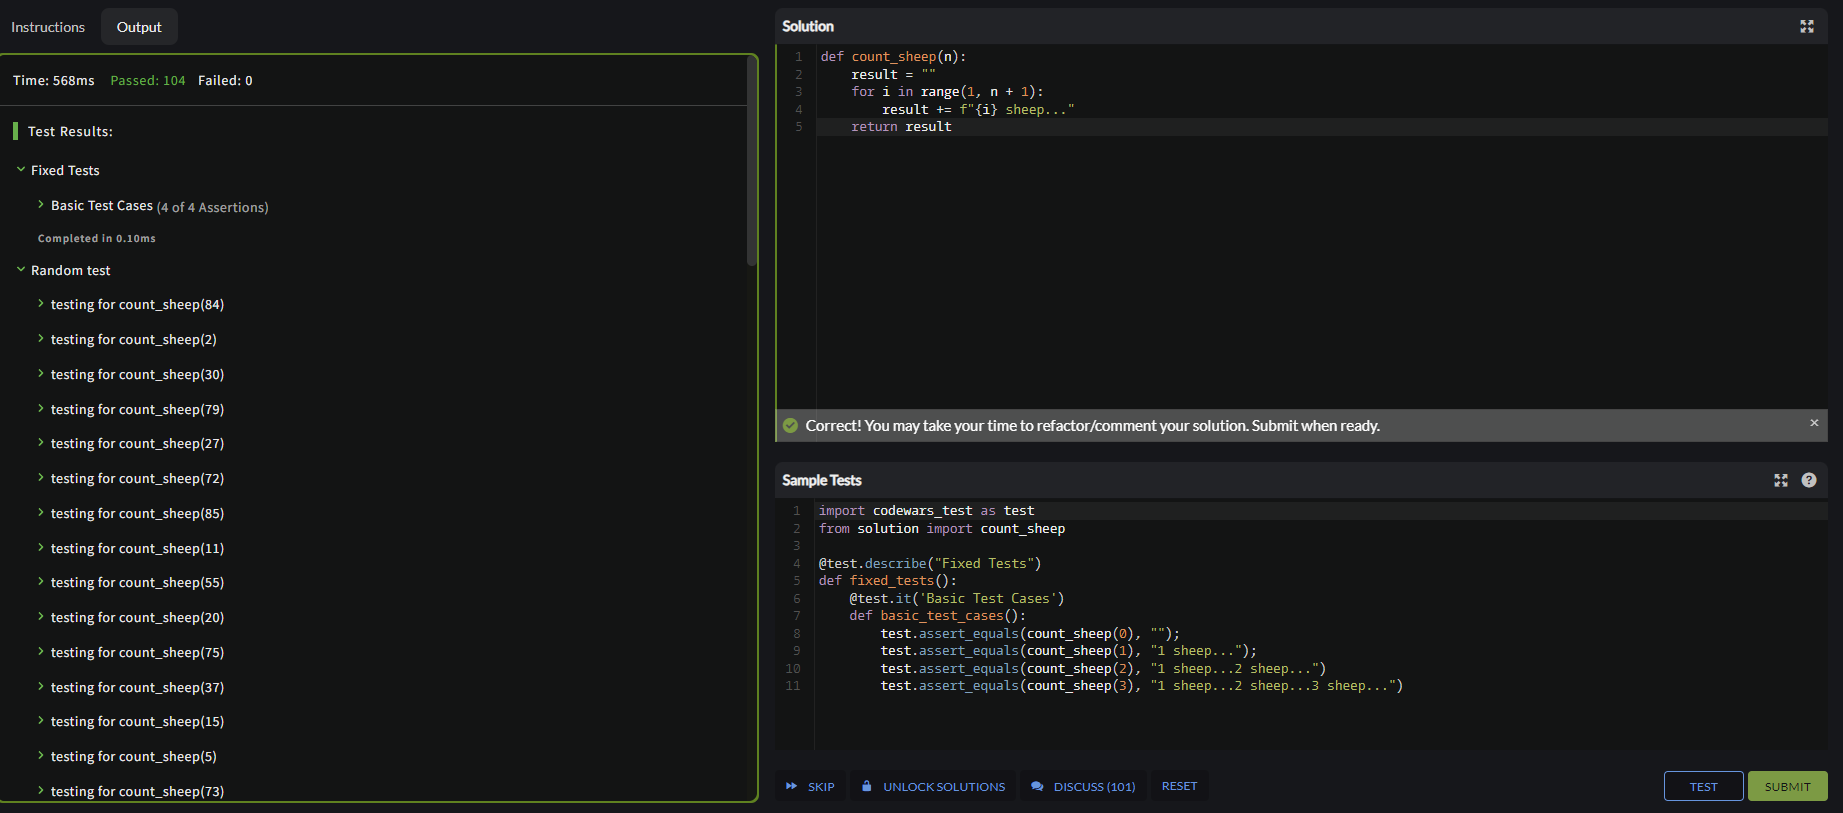 Instructions
Output
Time: 568ms Passed: 104 Failed: 0
Test Results:
Fixed Tests
Basic Test Cases (4 of 4 Assertions)
Completed in 0.10ms
Random test
testing for count_sheep(84)
testing for count_sheep(2)
testing for count_sheep(30)
testing for count_sheep(79)
testing for count_sheep(27)
testing for count_sheep(72)
testing for count_sheep(85)
testing for count_sheep(11)
testing for count_sheep(55)
testing for count_sheep(20)
testing for count_sheep(75)
testing for count_sheep(37)
testing for count_sheep(15)
testing for count_sheep(5)
testing for count_sheep(73)
Solution
1 def count_sheep(n):
2     result = ""
3     for i in range(1, n + 1):
4         result += f"{i} sheep..."
5     return result
Correct! You may take your time to refactor/comment your solution. Submit when ready.
×
Sample Tests
?
1 import codewars_test as test
2 from solution import count_sheep
3
4 @test.describe("Fixed Tests")
5 def fixed_tests():
6     @test.it('Basic Test Cases')
7     def basic_test_cases():
8         test.assert_equals(count_sheep(0), "");
9         test.assert_equals(count_sheep(1), "1 sheep...");
10         test.assert_equals(count_sheep(2), "1 sheep...2 sheep...")
11         test.assert_equals(count_sheep(3), "1 sheep...2 sheep...3 sheep...")
SKIP
UNLOCK SOLUTIONS
DISCUSS (101)
RESET
TEST
SUBMIT